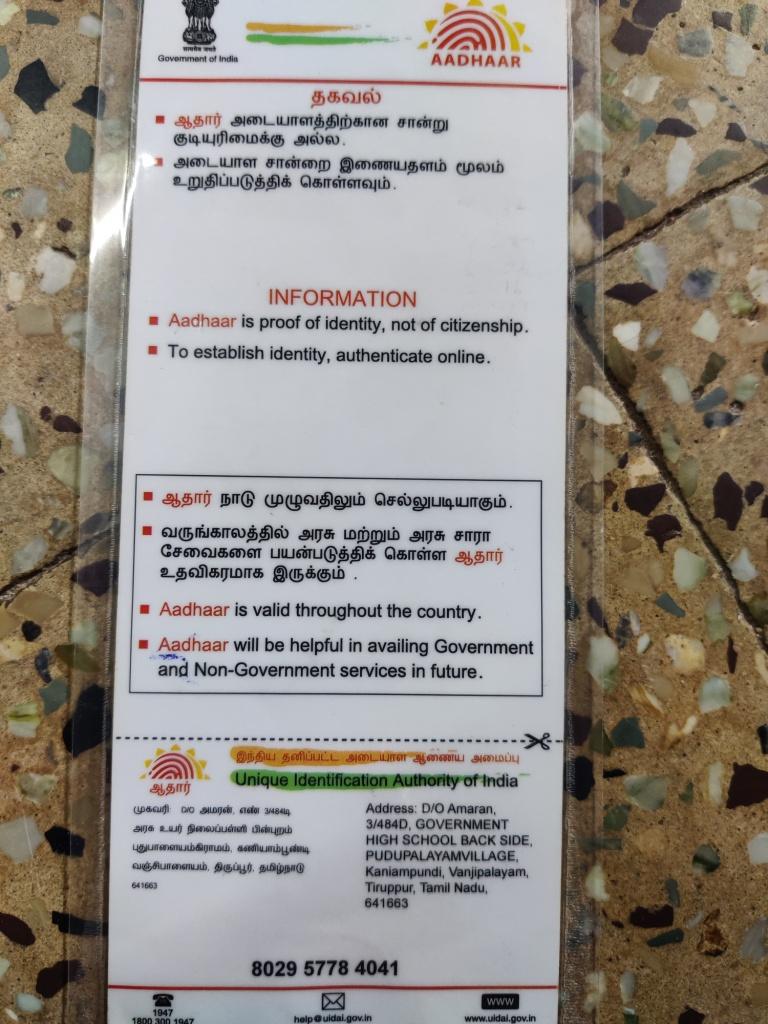 सत्यमेव जयते
Government of India
AADHAAR
தகவல்
ஆதார் அடையாளத்திற்கான சான்று
குடியுரிமைக்கு அல்ல.
அடையாள சான்றை இணையதளம் மூலம்
உறுதிப்படுத்திக் கொள்ளவும்.
INFORMATION
Aadhaar is proof of identity, not of citizenship.
To establish identity, authenticate online.
ஆதார் நாடு முழுவதிலும் செல்லுபடியாகும்.
வருங்காலத்தில் அரசு மற்றும் அரசு சாரா
சேவைகளை பயன்படுத்திக் கொள்ள ஆதார்
உதவிகரமாக இருக்கும் .
Aadhaar is valid throughout the country.
Aadhaar will be helpful in availing Government
and Non-Government services in future.
இந்திய தனிப்பட்ட அடையாள ஆணைய அமைப்பு
Unique Identification Authority of India
ஆதார்
முகவரி: D/O அமரன், எண் 3/484டி
அரசு உயர் நிலைப்பள்ளி பின்புறம்
புதுபாளையம்கிராமம், கணியாம்பூண்டி
வஞ்சிபாளையம், திருப்பூர், தமிழ்நாடு
641663
Address: D/O Amaran,
3/484D, GOVERNMENT
HIGH SCHOOL BACK SIDE,
PUDUPALAYAMVILLAGE,
Kaniampundi, Vanjipalayam,
Tiruppur, Tamil Nadu,
641663
8029 5778 4041
1947
1800 300 1947
help@uidai.gov.in
WWW
www.uidai.gov.in